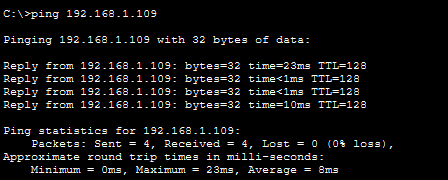 C:\>ping 192.168.1.109
Pinging 192.168.1.109 with 32 bytes of data:
Reply from 192.168.1.109: bytes=32 time=23ms TTL=128
Reply from 192.168.1.109: bytes=32 time<1ms TTL=128
Reply from 192.168.1.109: bytes=32 time<1ms TTL=128
Reply from 192.168.1.109: bytes=32 time=10ms TTL=128
Ping statistics for 192.168.1.109:
    Packets: Sent = 4, Received = 4, Lost = 0 (0% loss),
Approximate round trip times in milli-seconds:
    Minimum = 0ms, Maximum = 23ms, Average = 8ms